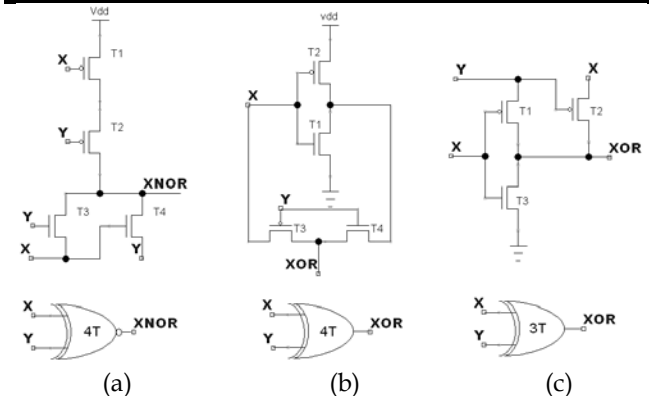 Vdd
X
T1
Y
T2
XNOR
Y
T3
T4
X
Y
X
Y
4T
XNOR
(a)
vdd
T2
X
T1
Y
T3
T4
XOR
X
Y
4T
XOR
(b)
Y
X
T1
T2
X
XOR
T3
X
Y
3T
XOR
(c)